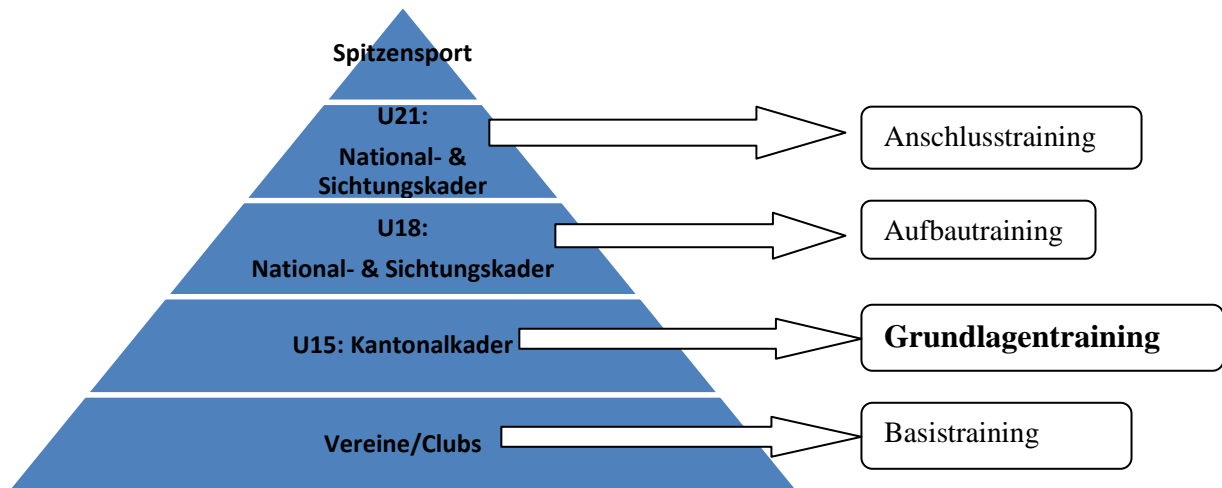 Spitzensport
U21:
National- &
Sichtungskader
Anschlusstraining
U18:
National- & Sichtungskader
Aufbautraining
U15: Kantonalkader
Grundlagentraining
Vereine/Clubs
Basistraining